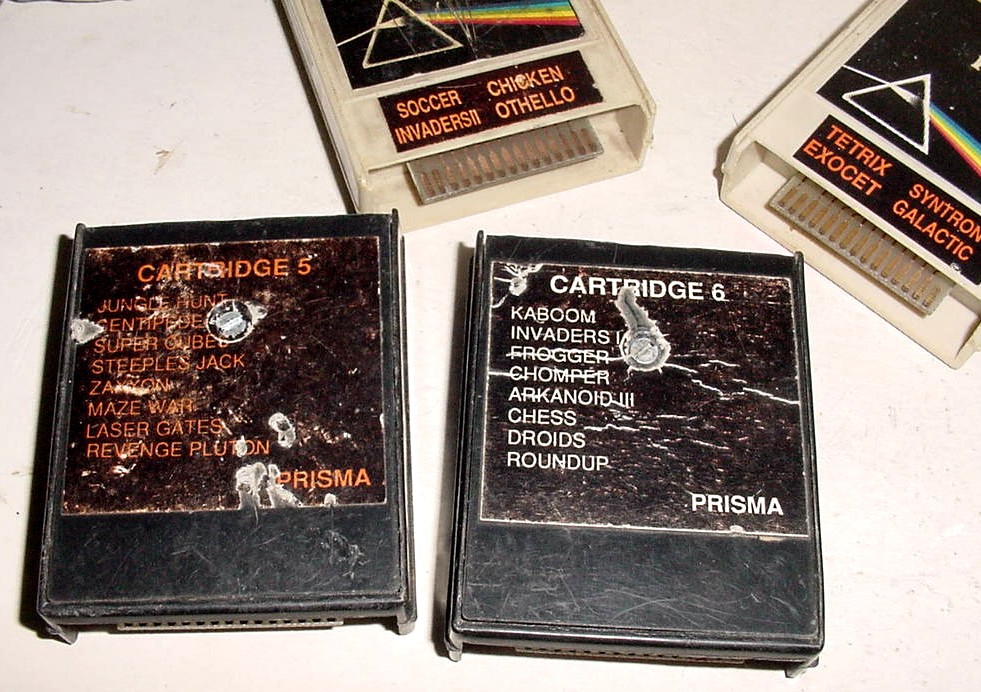 SOCCER CHICKEN
INVADERSII OTHELLO
TETRIX SYNTRON
EXOCET GALACTIC
CARTRIDGE 5
JUNGLE HUNT
CENTIPEDE
SUPER QUBEE
STEEPLES JACK
ZAXXON
MAZE WAR
LASER GATES
REVENGE PLUTON
PRISMA
CARTRIDGE 6
KABOOM
INVADERS II
FROGGER
CHOMPER
ARKANOID III
CHESS
DROIDS
ROUNDUP
PRISMA